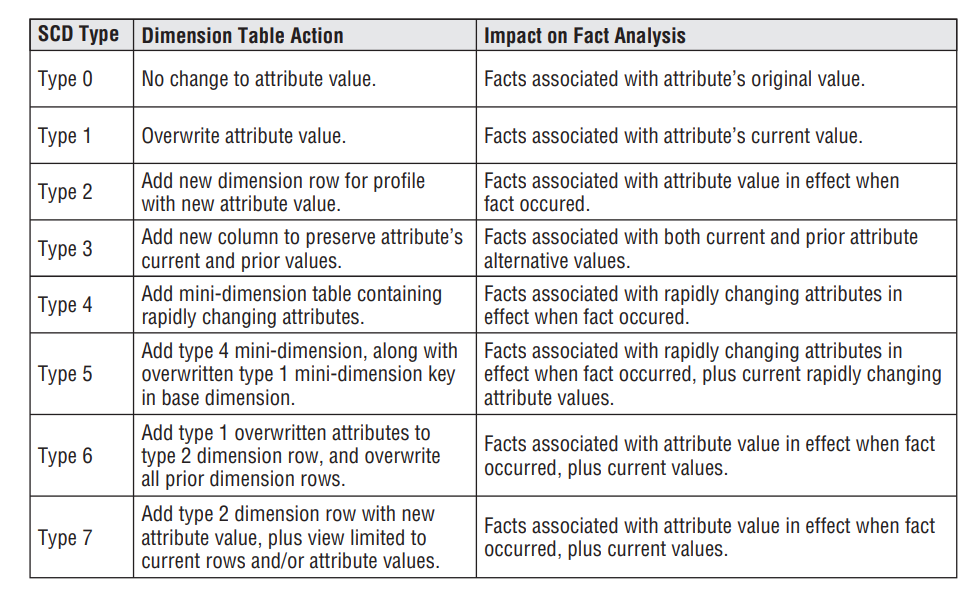 SCD Type Dimension Table Action Impact on Fact Analysis
Type 0 No change to attribute value. Facts associated with attribute’s original value.
Type 1 Overwrite attribute value. Facts associated with attribute’s current value.
Type 2
Add new dimension row for profile
with new attribute value.
Facts associated with attribute value in effect when
fact occured.
Type 3
Add new column to preserve attribute’s
current and prior values.
Facts associated with both current and prior attribute
alternative values.
Type 4
Add mini-dimension table containing
rapidly changing attributes.
Facts associated with rapidly changing attributes in
effect when fact occured.
Type 5
Add type 4 mini-dimension, along with
overwritten type 1 mini-dimension key
in base dimension.
Facts associated with rapidly changing attributes in
effect when fact occurred, plus current rapidly changing
attribute values.
Type 6
Add type 1 overwritten attributes to
type 2 dimension row, and overwrite
all prior dimension rows.
Facts associated with attribute value in effect when fact
occurred, plus current values.
Type 7
Add type 2 dimension row with new
attribute value, plus view limited to
current rows and/or attribute values.
Facts associated with attribute value in effect when fact
occurred, plus current values.